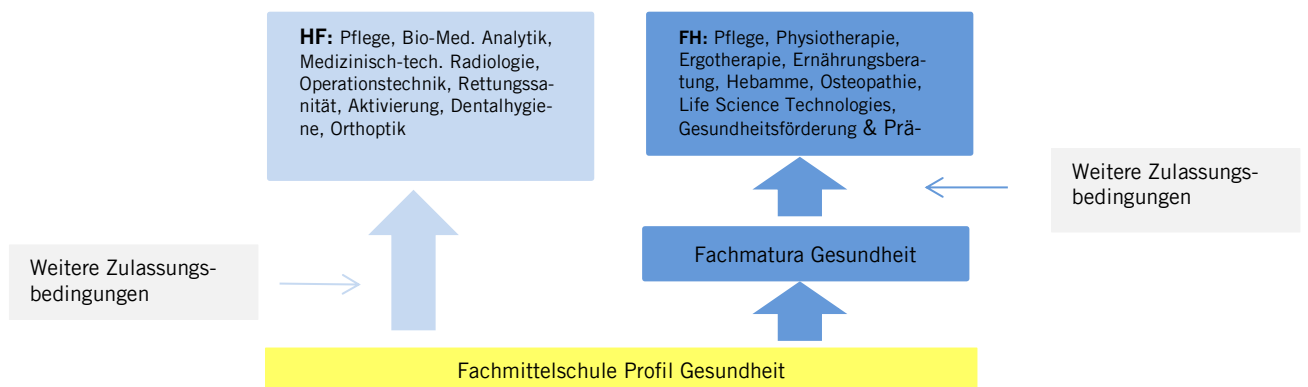 HF: Pflege, Bio-Med. Analytik,
Medizinisch-tech. Radiologie,
Operationstechnik, Rettungssa-
nität, Aktivierung, Dentalhygie-
ne, Orthoptik
FH: Pflege, Physiotherapie,
Ergotherapie, Ernährungsbera-
tung, Hebamme, Osteopathie,
Life Science Technologies,
Gesundheitsförderung & Prä-
Weitere Zulassungs-
bedingungen
Fachmatura Gesundheit
Weitere Zulassungs-
bedingungen
Fachmittelschule Profil Gesundheit